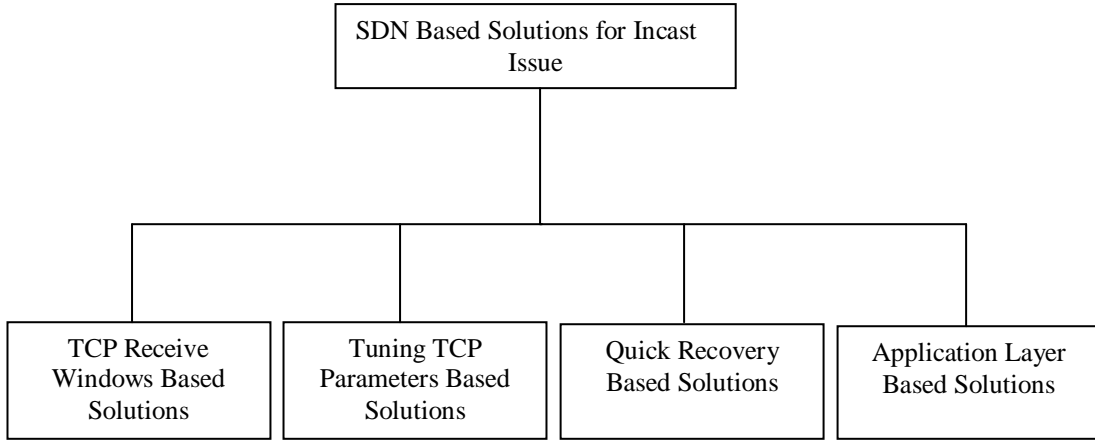 SDN Based Solutions for Incast
Issue
TCP Receive
Windows Based
Solutions
Tuning TCP
Parameters Based
Solutions
Quick Recovery
Based Solutions
Application Layer
Based Solutions